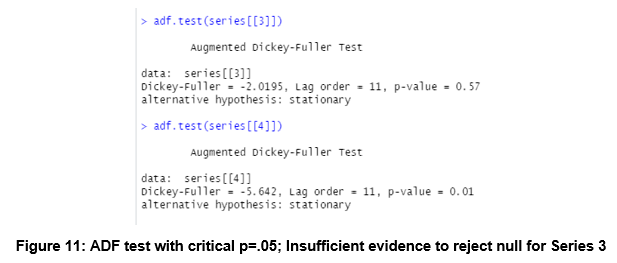 > adf.test(series[[3]])
Augmented Dickey-Fuller Test
data: series[[3]]
Dickey-Fuller = -2.0195, Lag order = 11, p-value = 0.57
alternative hypothesis: stationary
> adf.test(series[[4]])
Augmented Dickey-Fuller Test
data: series[[4]]
Dickey-Fuller = -5.642, Lag order = 11, p-value = 0.01
alternative hypothesis: stationary
Figure 11: ADF test with critical p=.05; Insufficient evidence to reject null for Series 3